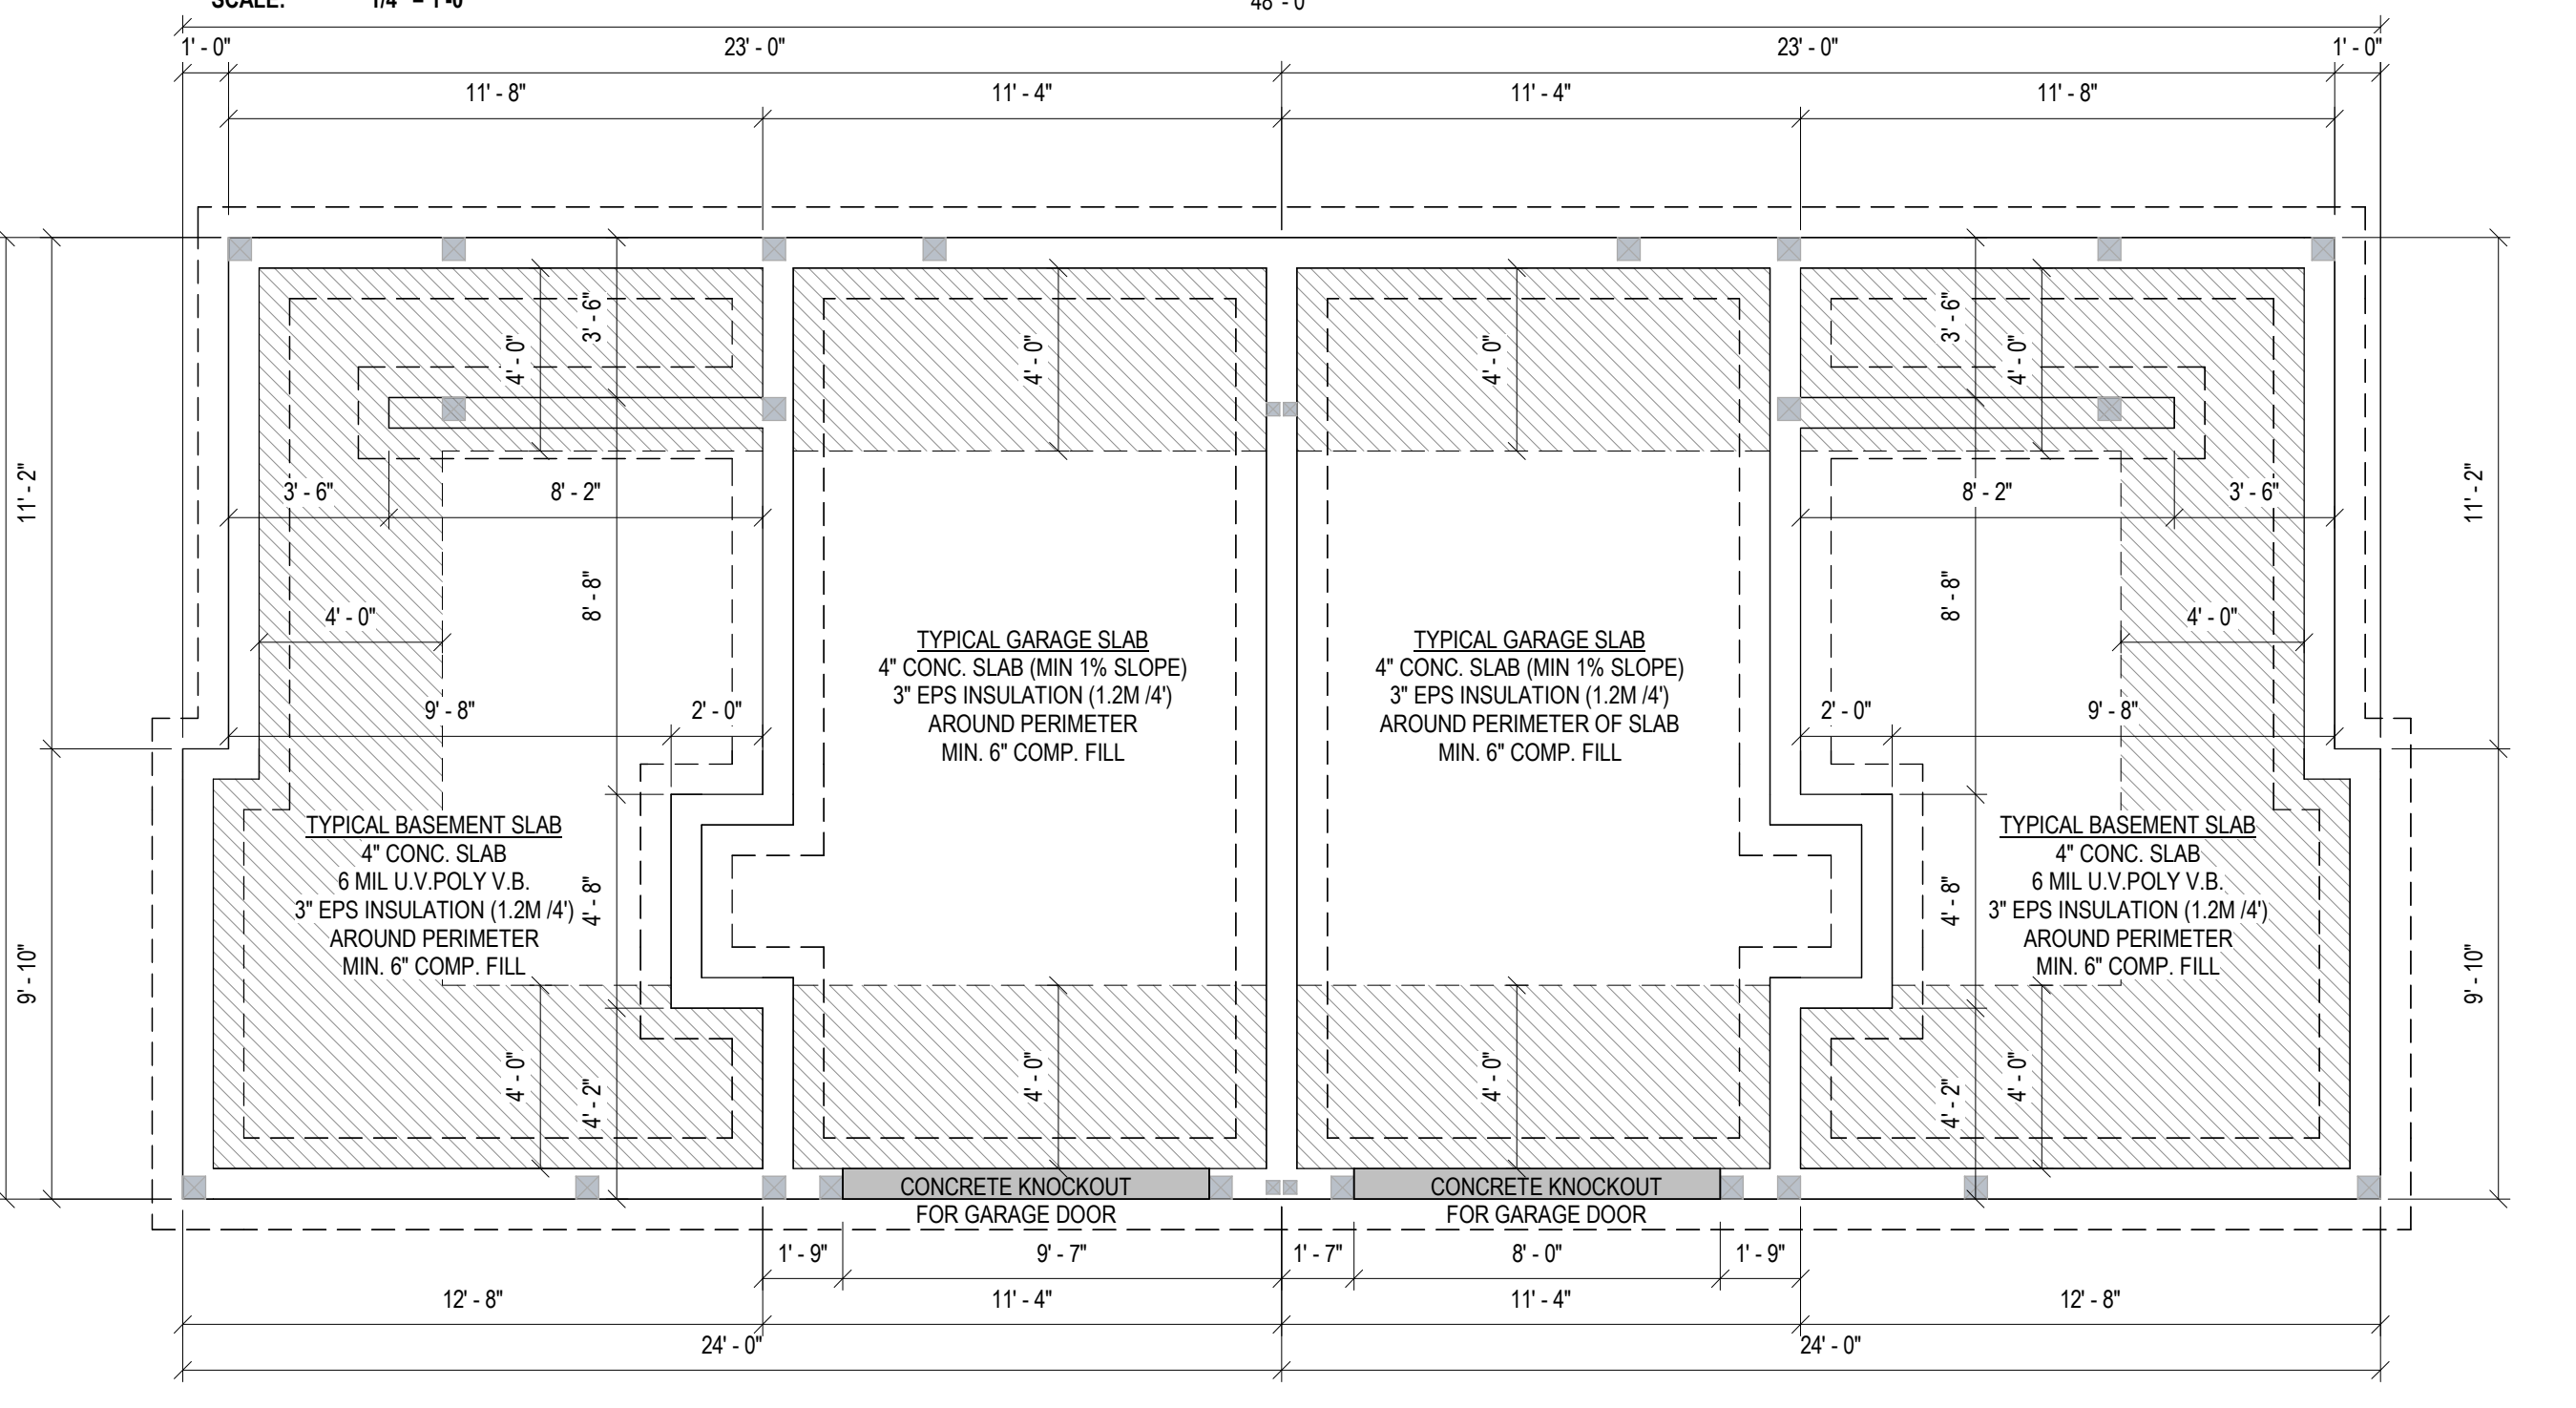 SCALE: 1/4" = 1'-0"
48' - 0"
1' - 0" 23' - 0" 23' - 0" 1' - 0"
11' - 8" 11' - 4" 11' - 4" 11' - 8"
3' - 6" 3' - 6"
4' - 0" 4' - 0" 4' - 0" 4' - 0"
11' - 2" 3' - 6" 8' - 2" 8' - 2" 3' - 6" 11' - 2"
8' - 8" 8' - 8"
4' - 0" 4' - 0"
9' - 8" 2' - 0" 2' - 0" 9' - 8"
TYPICAL GARAGE SLAB
4" CONC. SLAB (MIN 1% SLOPE)
3" EPS INSULATION (1.2M /4')
AROUND PERIMETER
MIN. 6" COMP. FILL
TYPICAL GARAGE SLAB
4" CONC. SLAB (MIN 1% SLOPE)
3" EPS INSULATION (1.2M /4')
AROUND PERIMETER OF SLAB
MIN. 6" COMP. FILL
TYPICAL BASEMENT SLAB
4" CONC. SLAB
6 MIL U.V.POLY V.B.
3" EPS INSULATION (1.2M /4')
AROUND PERIMETER
MIN. 6" COMP. FILL
TYPICAL BASEMENT SLAB
4" CONC. SLAB
6 MIL U.V.POLY V.B.
3" EPS INSULATION (1.2M /4')
AROUND PERIMETER
MIN. 6" COMP. FILL
4' - 8" 4' - 8"
9' - 10" 9' - 10"
4' - 0" 4' - 2" 4' - 0" 4' - 0" 4' - 2" 4' - 0"
CONCRETE KNOCKOUT
FOR GARAGE DOOR
CONCRETE KNOCKOUT
FOR GARAGE DOOR
1' - 9" 9' - 7" 1' - 7" 8' - 0" 1' - 9"
12' - 8" 11' - 4" 11' - 4" 12' - 8"
24' - 0" 24' - 0"